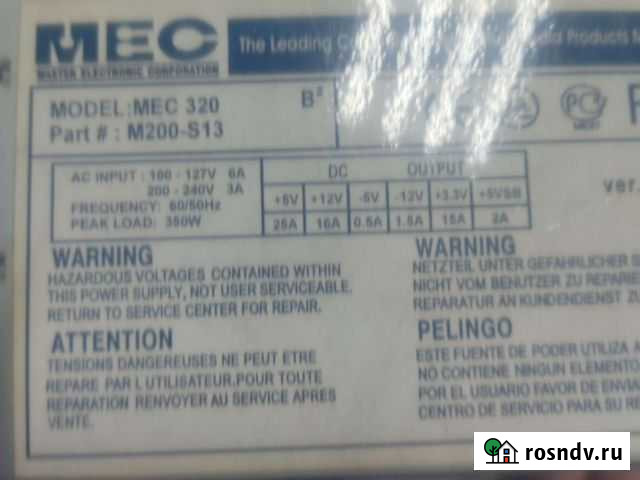 MEC
MASTER ELECTRONIC CORPORATION
The Leading
Products
MODEL: MEC 320
B²
Part # : M200-S13
AC INPUT : 100 - 127V 6A
200 - 240V 3A
FREQUENCY: 60/50Hz
PEAK LOAD: 350W
DC OUTPUT
+5V +12V -5V -12V +3.3V +5VSB
25A 16A 0.5A 1.5A 15A 2A
ver.
WARNING
HAZARDOUS VOLTAGES CONTAINED WITHIN
THIS POWER SUPPLY, NOT USER SERVICEABLE.
RETURN TO SERVICE CENTER FOR REPAIR.
ATTENTION
TENSIONS DANGEREUSES NE PEUT ETRE
REPARE PAR L UTILISATEUR.POUR TOUTE
REPARATION RENVOYER AU SERVICE APRES
VENTE.
WARNING
NETZTEIL UNTER GEFAHRLICHER
NICHT VOM BENUTZER ZU
REPARATUR AN KUNDENDIENST
PELINGO
ESTE FUENTE DE PODER UTILIZA
NO CONTIENE NINGUN
POR EL USUARIO FAVOR DE
CENTRO DE SERVICIO PARA SU
rosndv.ru